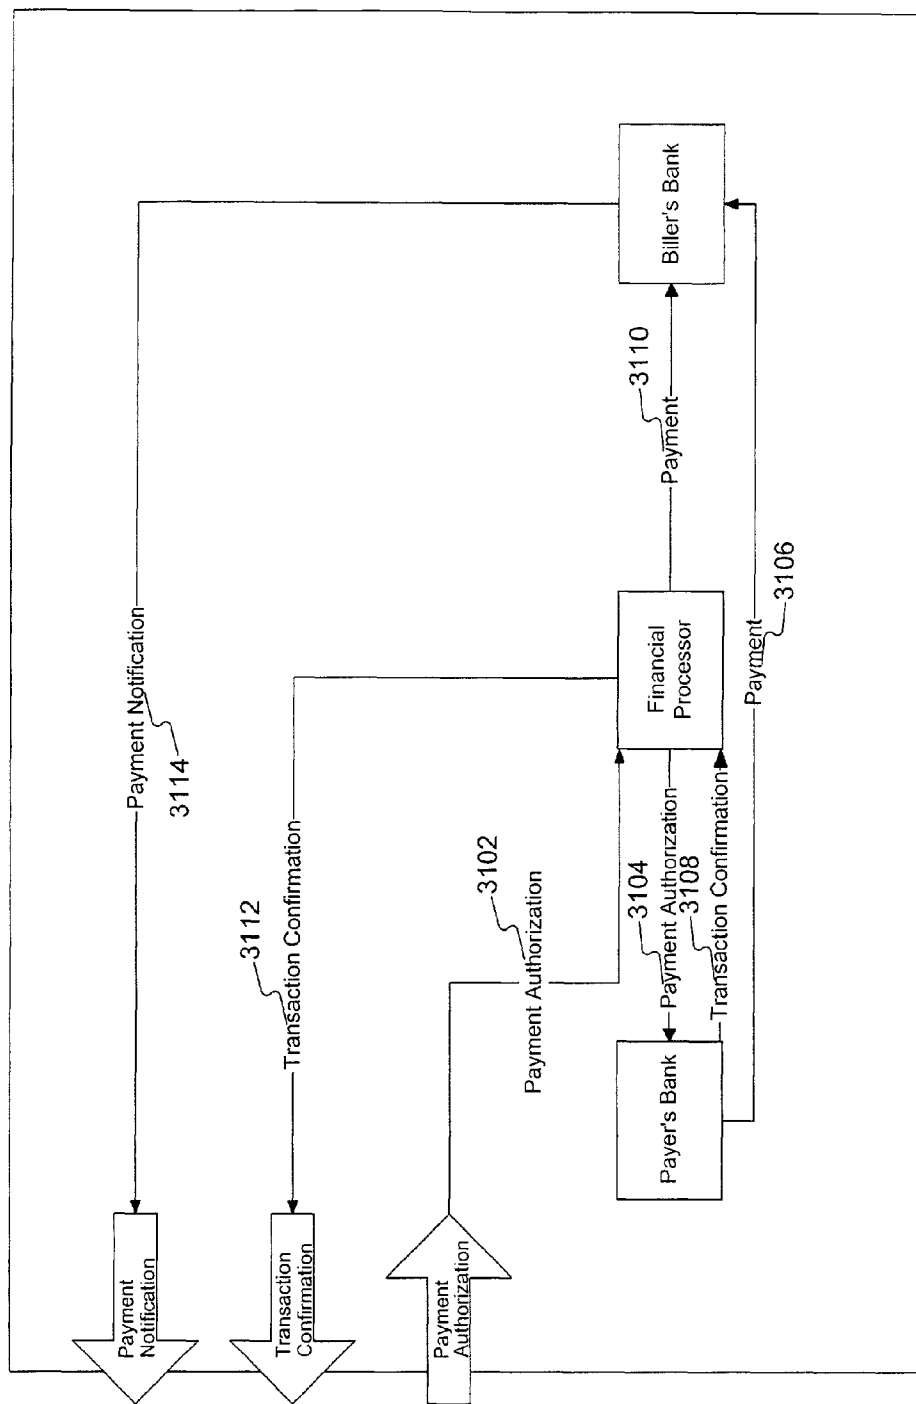 Payment
Notification
Payment Notification
3114
Transaction
Confirmation
Transaction Confirmation
3112
Payment
Authorization
Payment Authorization
3102
Payer's Bank
Payment Authorization
3104
Transaction Confirmation
3108
Financial
Processor
Payment
3110
Payment
3106
Biller's Bank